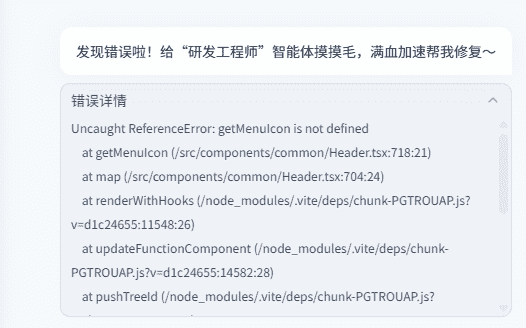 发现错误啦！给“研发工程师”智能体摸摸毛，满血加速帮我修复～
错误详情
Uncaught ReferenceError: getMenuIcon is not defined
at getMenuIcon (/src/components/common/Header.tsx:718:21)
at map (/src/components/common/Header.tsx:704:24)
at renderWithHooks (/node_modules/.vite/deps/chunk-PGTROUAP.js?
v=d1c24655:11548:26)
at updateFunctionComponent (/node_modules/.vite/deps/chunk-
PGTROUAP.js?v=d1c24655:14582:28)
at pushTreeId (/node_modules/.vite/deps/chunk-PGTROUAP.js?